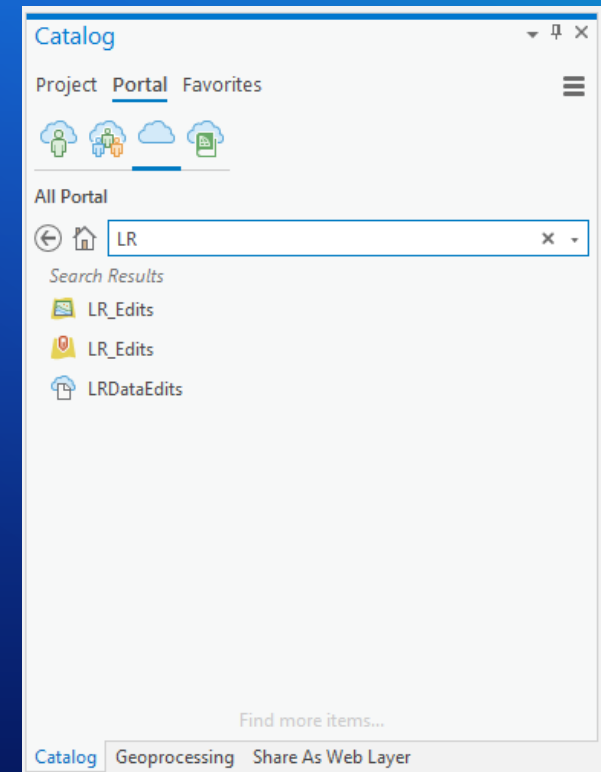 Catalog
Project Portal Favorites
All Portal
LR
Search Results
LR_Edits
LR_Edits
LRDataEdits
Find more items...
Catalog Geoprocessing Share As Web Layer